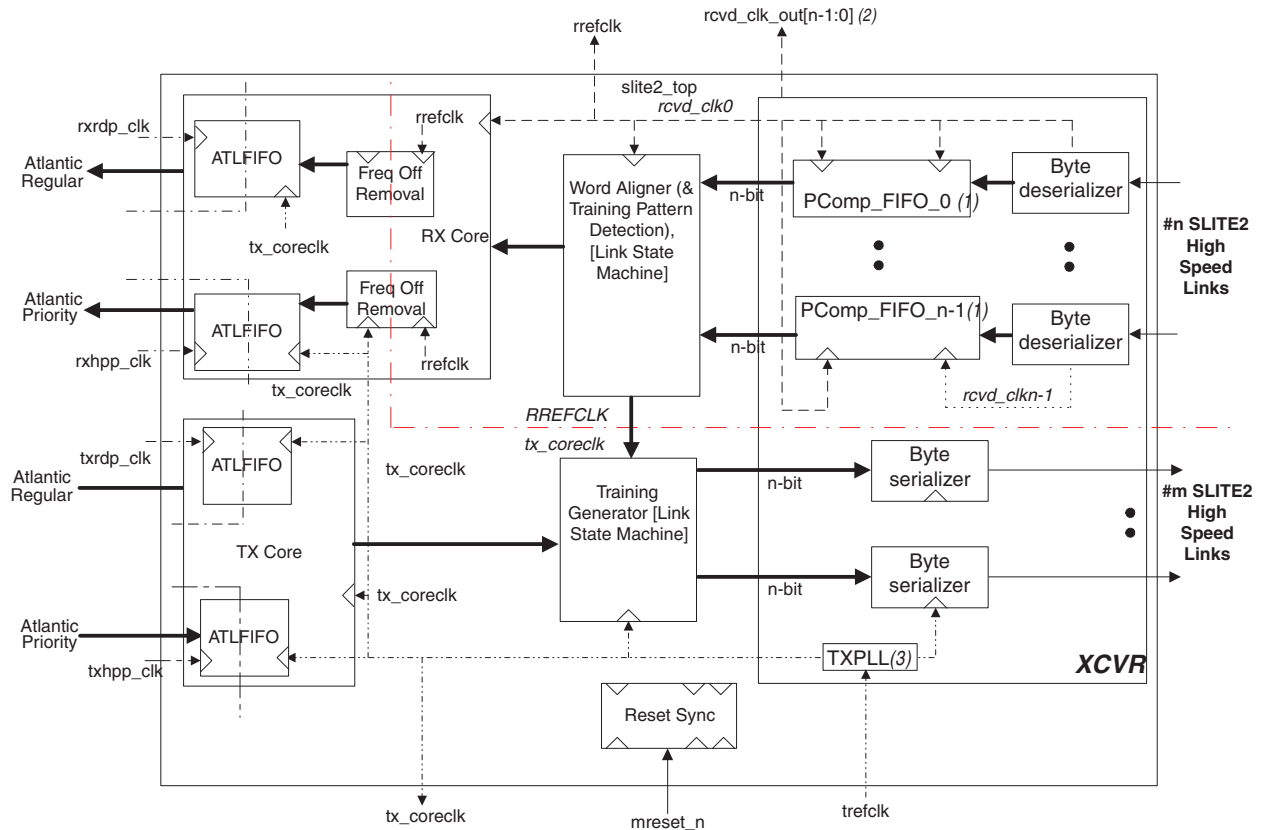 rcvd_clk_out[n-1:0] (2)
rrefclk
slite2_top
rcvd_clk0
rxrdp_clk
rrefclk
ATLFIFO
Atlantic
Regular
Freq Off
Removal
tx_coreclk
RX Core
Word Aligner (&
Training Pattern
Detection),
[Link State
Machine]
n-bit
PComp_FIFO_0 (1)
Byte
deserializer
#n SLITE2
High
Speed
Links
Atlantic
Priority
ATLFIFO
Freq Off
Removal
rxhpp_clk
tx_coreclk
rrefclk
n-bit
PComp_FIFO_n-1(1)
Byte
deserializer
rcvd_clkn-1
RREFCLK
tx_coreclk
txrdp_clk
ATLFIFO
tx_coreclk
Atlantic
Regular
TX Core
Training
Generator [Link
State Machine]
n-bit
Byte
serializer
#m SLITE2
High
Speed
Links
n-bit
Byte
serializer
tx_coreclk
Atlantic
Priority
ATLFIFO
txhpp_clk
TXPLL(3)
XCVR
Reset Sync
tx_coreclk
mreset_n
trefclk